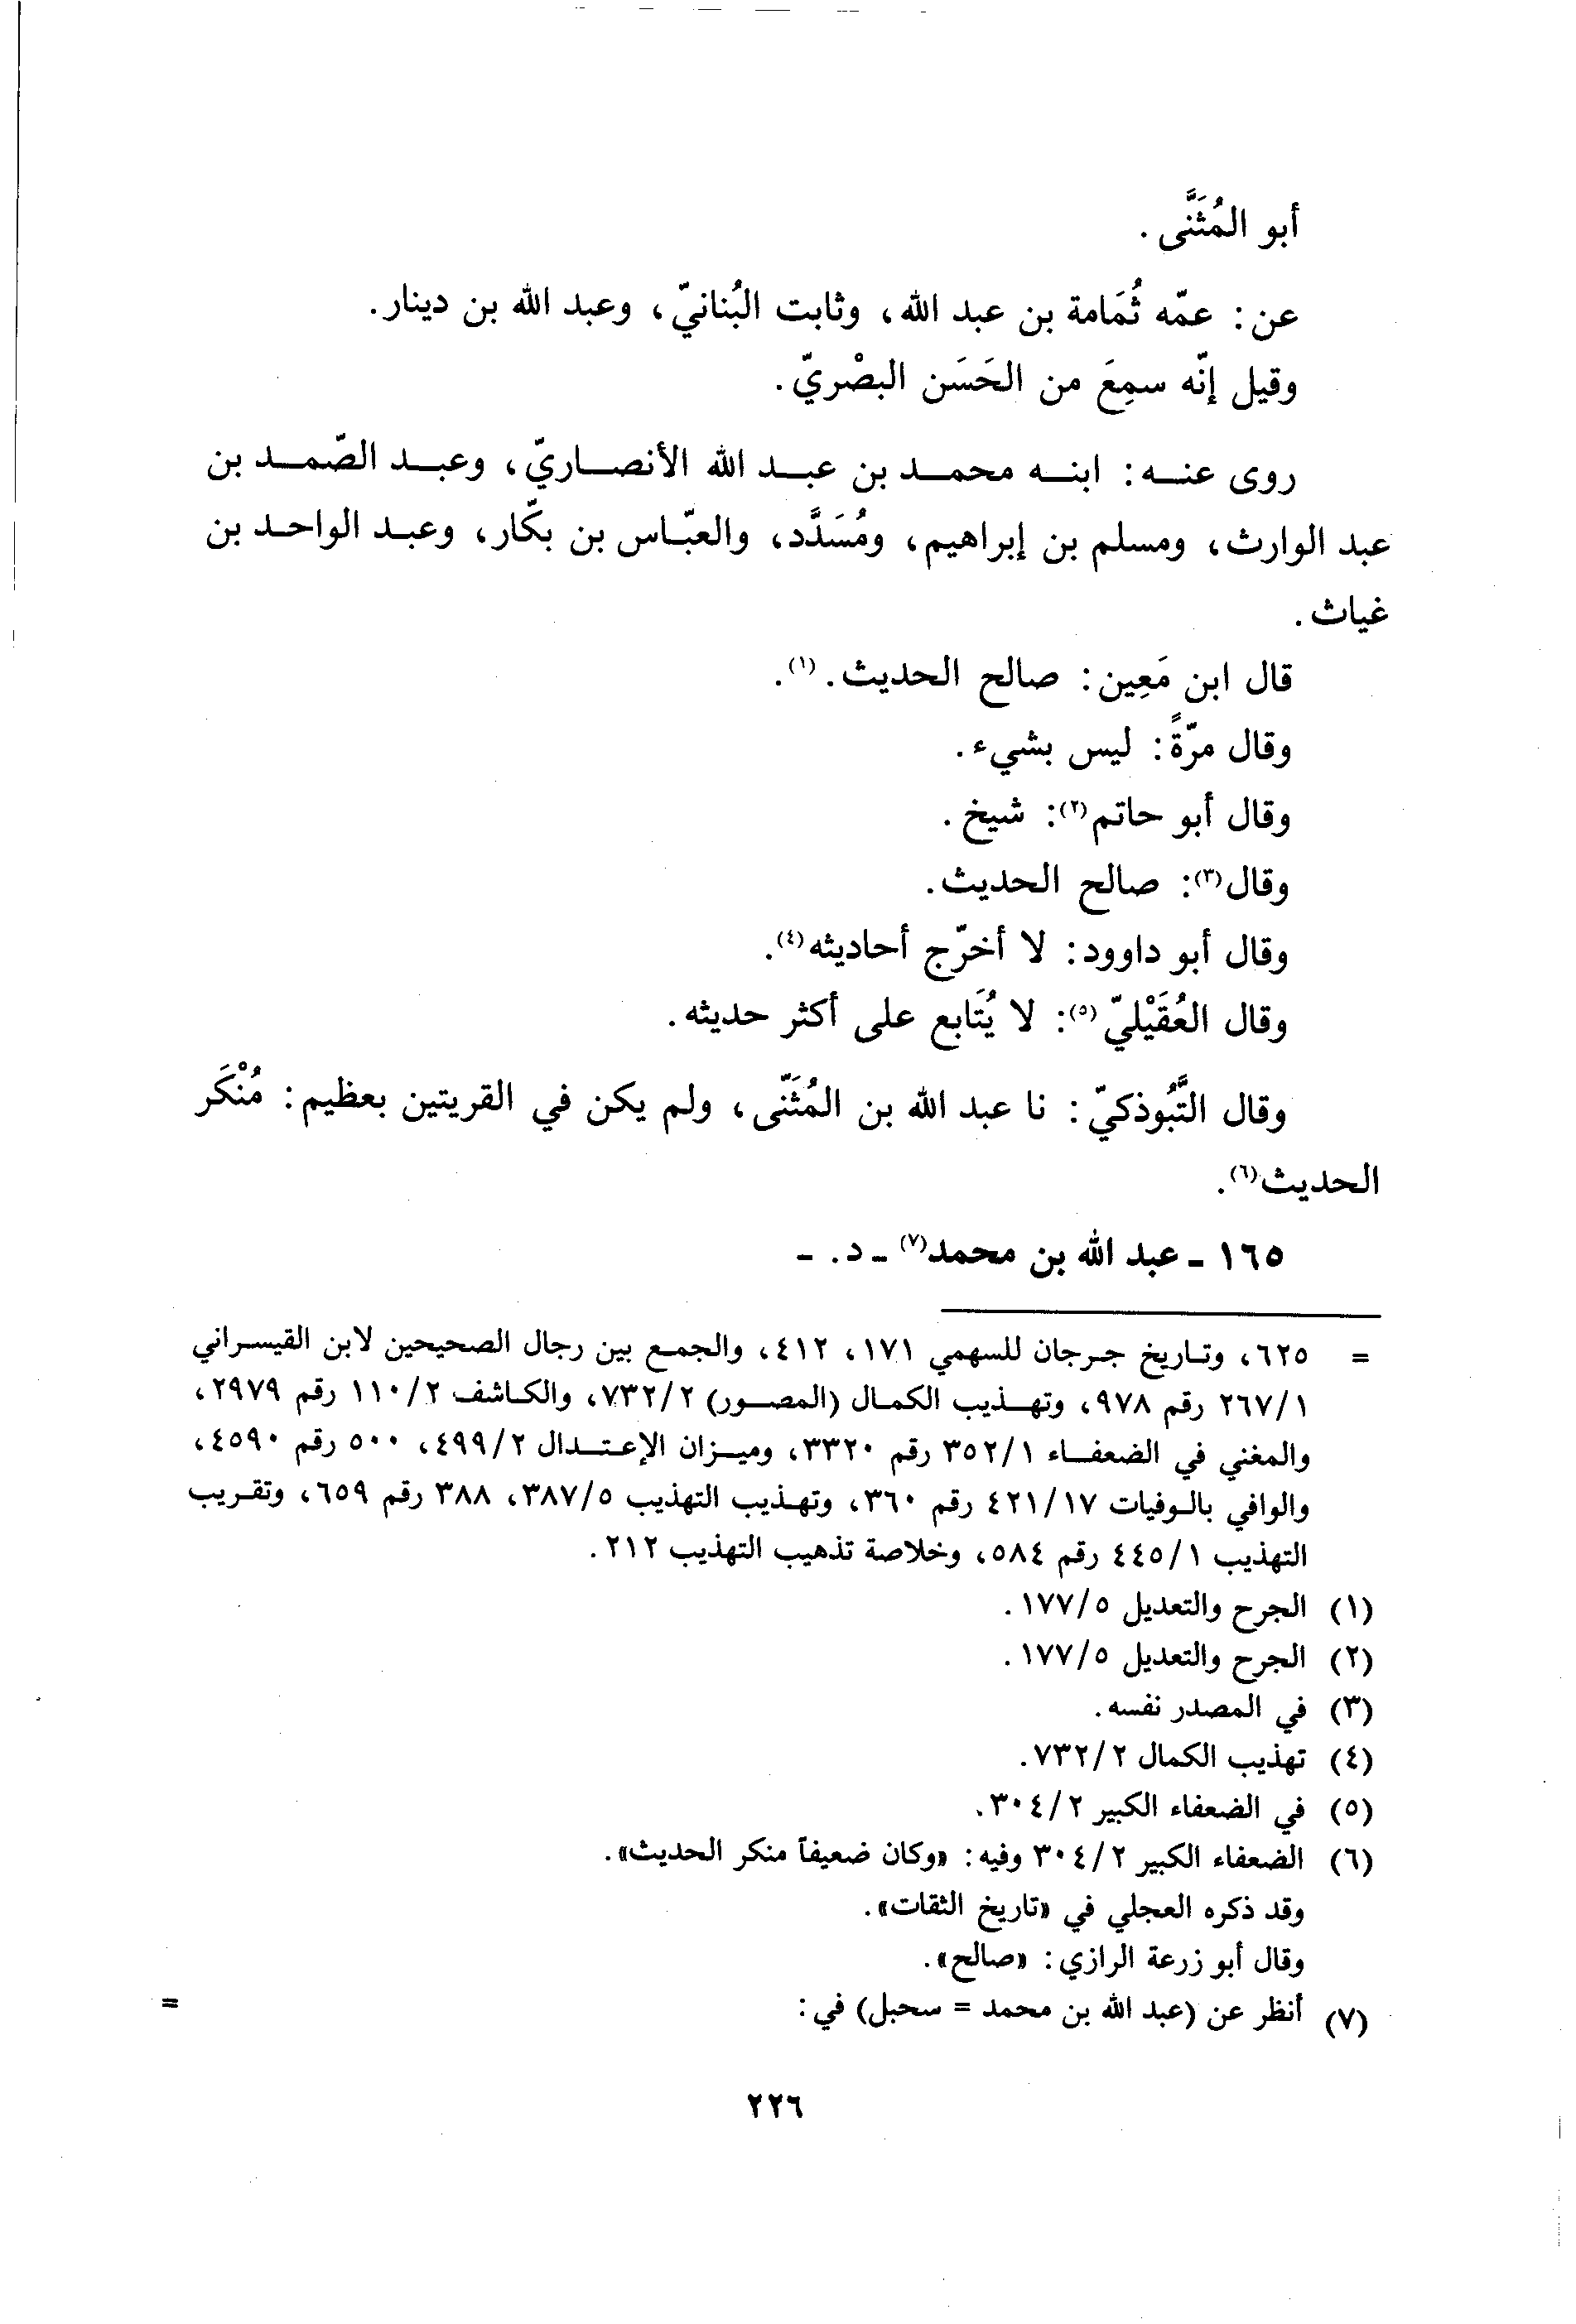 أبو المُثَنَّى.
عن: عمّه ثُمَامة بن عبد الله، وثابت البُنانيّ، وعبد الله بن دينار.
وقيل إنّه سمِعَ من الحَسَن البصْريّ.
روى عنه: ابنه محمد بن عبد الله الأنصاريّ، وعبد الصّمد بن
عبد الوارث، ومسلم بن إبراهيم، ومُسَدَّد، والعبّاس بن بكّار، وعبد الواحد بن
غياث.
قال ابن مَعِين: صالح الحديث.(١).
وقال مرّةً: ليس بشيء.
وقال أبو حاتم(٢): شيخ.
وقال(٣): صالح الحديث.
وقال أبو داوود: لا أخرّج أحاديثه(٤).
وقال العُقَيْليّ(٥): لا يُتَابع على أكثر حديثه.
وقال التَّبُوذكيّ: نا عبد الله بن المُثَنّى، ولم يكن في القريتين بعظيم: مُنْكَر
الحديث(٦).
١٦٥ - عبد الله بن محمد(٧) - د. -
= ٦٢٥، وتاريخ جرجان للسهمي ١٧١، ٤١٢، والجمع بين رجال الصحيحين لابن القيسراني
٢٦٧/١ رقم ٩٧٨، وتهذيب الكمال (المصور) ٧٣٢/٢، والكاشف ١١٠/٢ رقم ٢٩٧٩،
والمغني في الضعفاء ٣٥٢/١ رقم ٣٣٢٠، وميزان الإعتدال ٤٩٩/٢، ٥٠٠ رقم ٤٥٩٠،
والوافي بالوفيات ٤٢١/١٧ رقم ٣٦٠، وتهذيب التهذيب ٣٨٧/٥، ٣٨٨ رقم ٦٥٩، وتقريب
التهذيب ٤٤٥/١ رقم ٥٨٤، وخلاصة تذهيب التهذيب ٢١٢.
(١) الجرح والتعديل ١٧٧/٥.
(٢) الجرح والتعديل ١٧٧/٥.
(٣) في المصدر نفسه.
(٤) تهذيب الكمال ٧٣٢/٢.
(٥) في الضعفاء الكبير ٣٠٤/٢.
(٦) الضعفاء الكبير ٣٠٤/٢ وفيه: «وكان ضعيفاً منكر الحديث».
وقد ذكره العجلي في «تاريخ الثقات».
وقال أبو زرعة الرازي: «صالح».
(٧) أنظر عن (عبد الله بن محمد = سحبل) في: =
٢٢٦